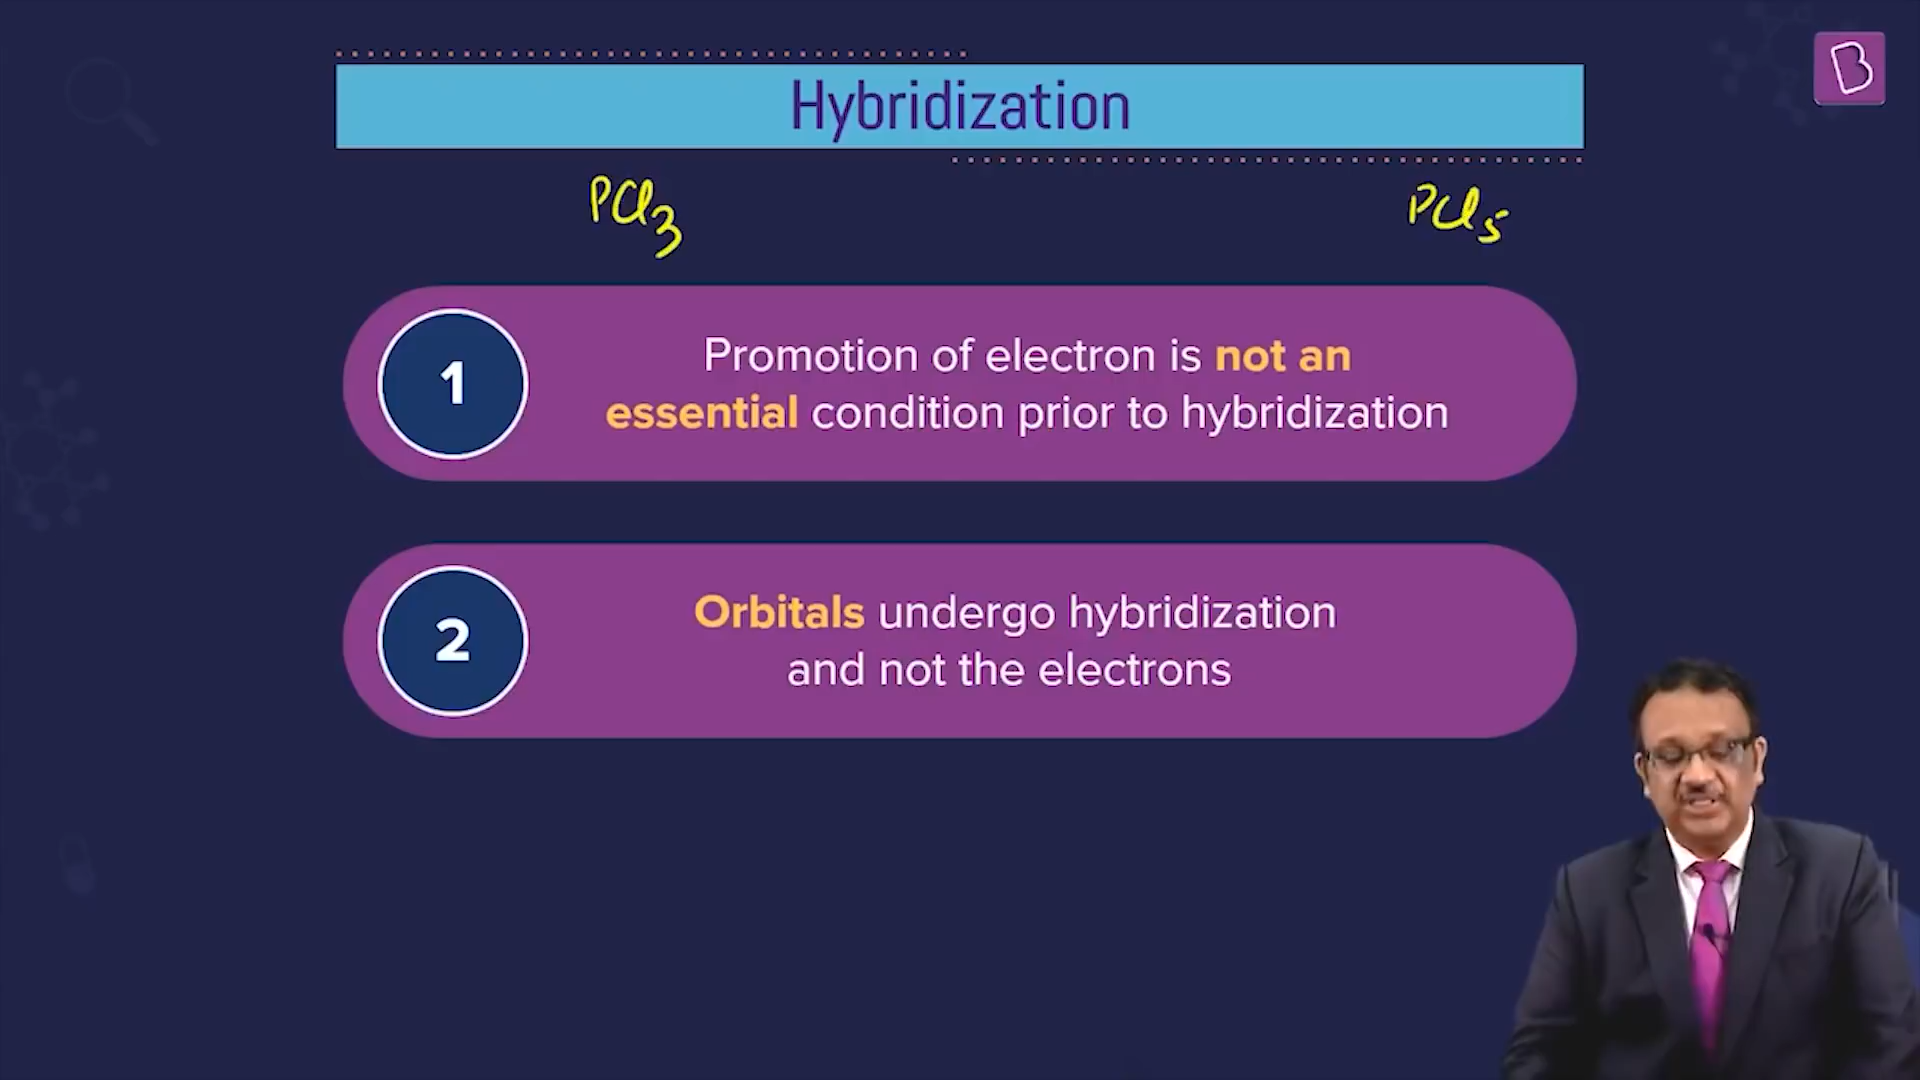 B
Hybridization
PCl3
PCl5
1
Promotion of electron is not an
essential condition prior to hybridization
2
Orbitals undergo hybridization
and not the electrons